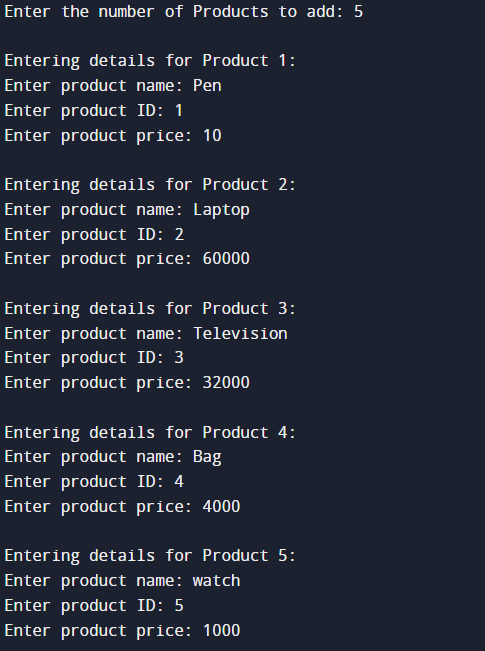 Enter the number of Products to add: 5
Entering details for Product 1:
Enter product name: Pen
Enter product ID: 1
Enter product price: 10
Entering details for Product 2:
Enter product name: Laptop
Enter product ID: 2
Enter product price: 60000
Entering details for Product 3:
Enter product name: Television
Enter product ID: 3
Enter product price: 32000
Entering details for Product 4:
Enter product name: Bag
Enter product ID: 4
Enter product price: 4000
Entering details for Product 5:
Enter product name: watch
Enter product ID: 5
Enter product price: 1000